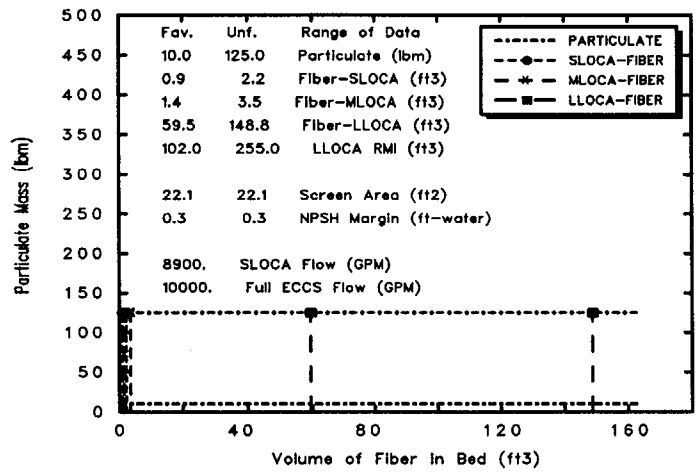 500
450
400
350
300
250
200
150
100
50
0
Particulate Mass (lbm)
Fav. Unf. Range of Data
10.0 125.0 Particulate (lbm)
0.9 2.2 Fiber-SLOCA (ft3)
1.4 3.5 Fiber-MLOCA (ft3)
59.5 148.8 Fiber-LLOCA (ft3)
102.0 255.0 LLOCA RMI (ft3)
22.1 22.1 Screen Area (ft2)
0.3 0.3 NPSH Margin (ft-water)
8900. SLOCA Flow (GPM)
10000. Full ECCS Flow (GPM)
PARTICULATE
SLOCA-FIBER
MLOCA-FIBER
LLOCA-FIBER
0 40 80 120 160
Volume of Fiber in Bed (ft3)